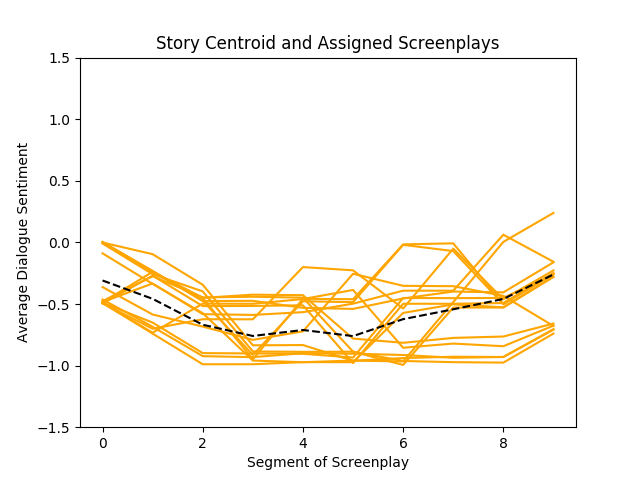 Story Centroid and Assigned Screenplays
1.5
1.0
0.5
0.0
−0.5
−1.0
−1.5
Average Dialogue Sentiment
0 2 4 6 8
Segment of Screenplay